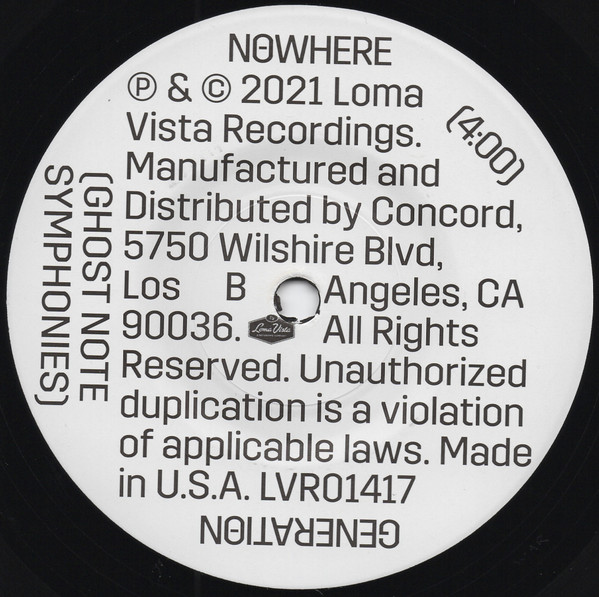 NOWHERE
℗ & © 2021 Loma
Vista Recordings.
Manufactured and
Distributed by Concord,
5750 Wilshire Blvd,
Los B Angeles, CA
90036. Loma Vista All Rights
Reserved. Unauthorized
duplication is a violation
of applicable laws. Made
in U.S.A. LVR01417
(4:00)
GENERATION
(GHOST NOTE
SYMPHONIES)